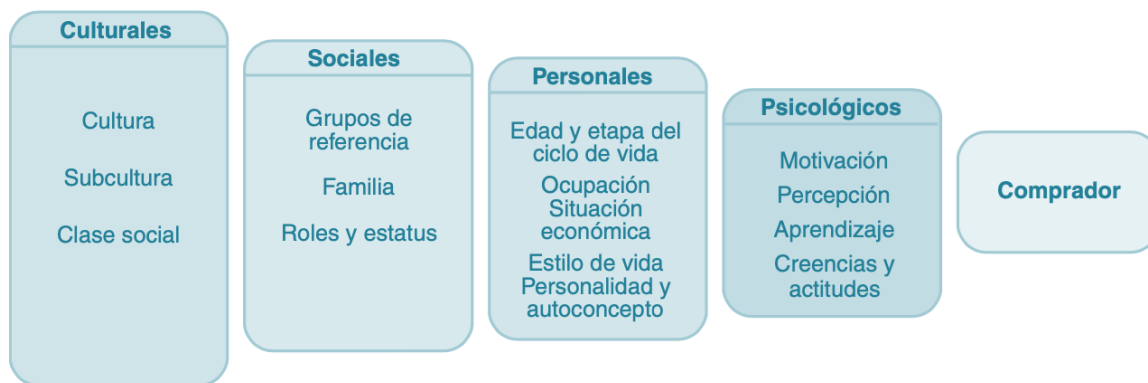 Culturales
Cultura
Subcultura
Clase social
Sociales
Grupos de
referencia
Familia
Roles y estatus
Personales
Edad y etapa del
ciclo de vida
Ocupación
Situación
económica
Estilo de vida
Personalidad y
autoconcepto
Psicológicos
Motivación
Percepción
Aprendizaje
Creencias y
actitudes
Comprador